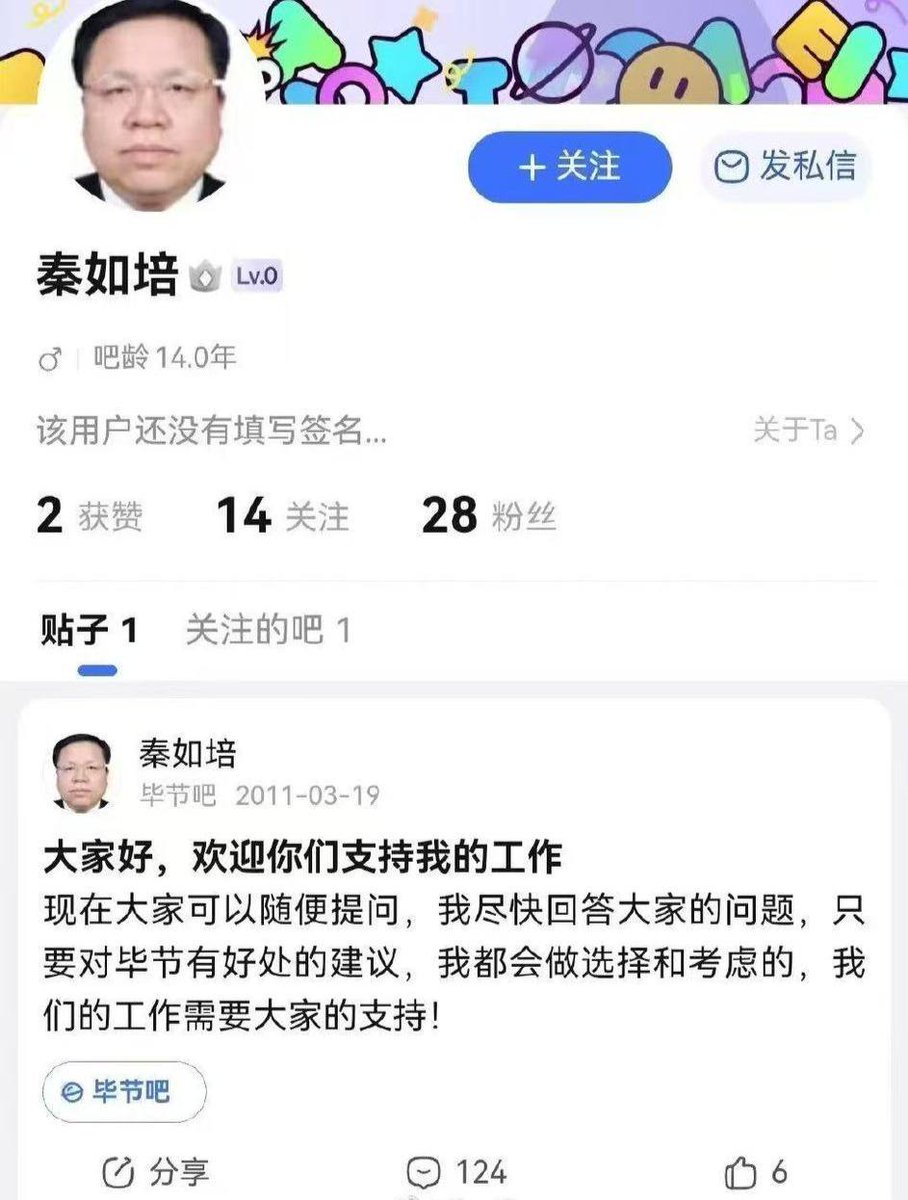 + 关注
发私信
秦如培 Lv.0
吧龄 14.0年
该用户还没有填写签名...
关于Ta
2 获赞 14 关注 28 粉丝
贴子 1 关注的吧 1
秦如培
毕节吧 2011-03-19
大家好，欢迎你们支持我的工作
现在大家可以随便提问，我尽快回答大家的问题，只
要对毕节有好处的建议，我都会做选择和考虑的，我
们的工作需要大家的支持！
毕节吧
分享 124 6